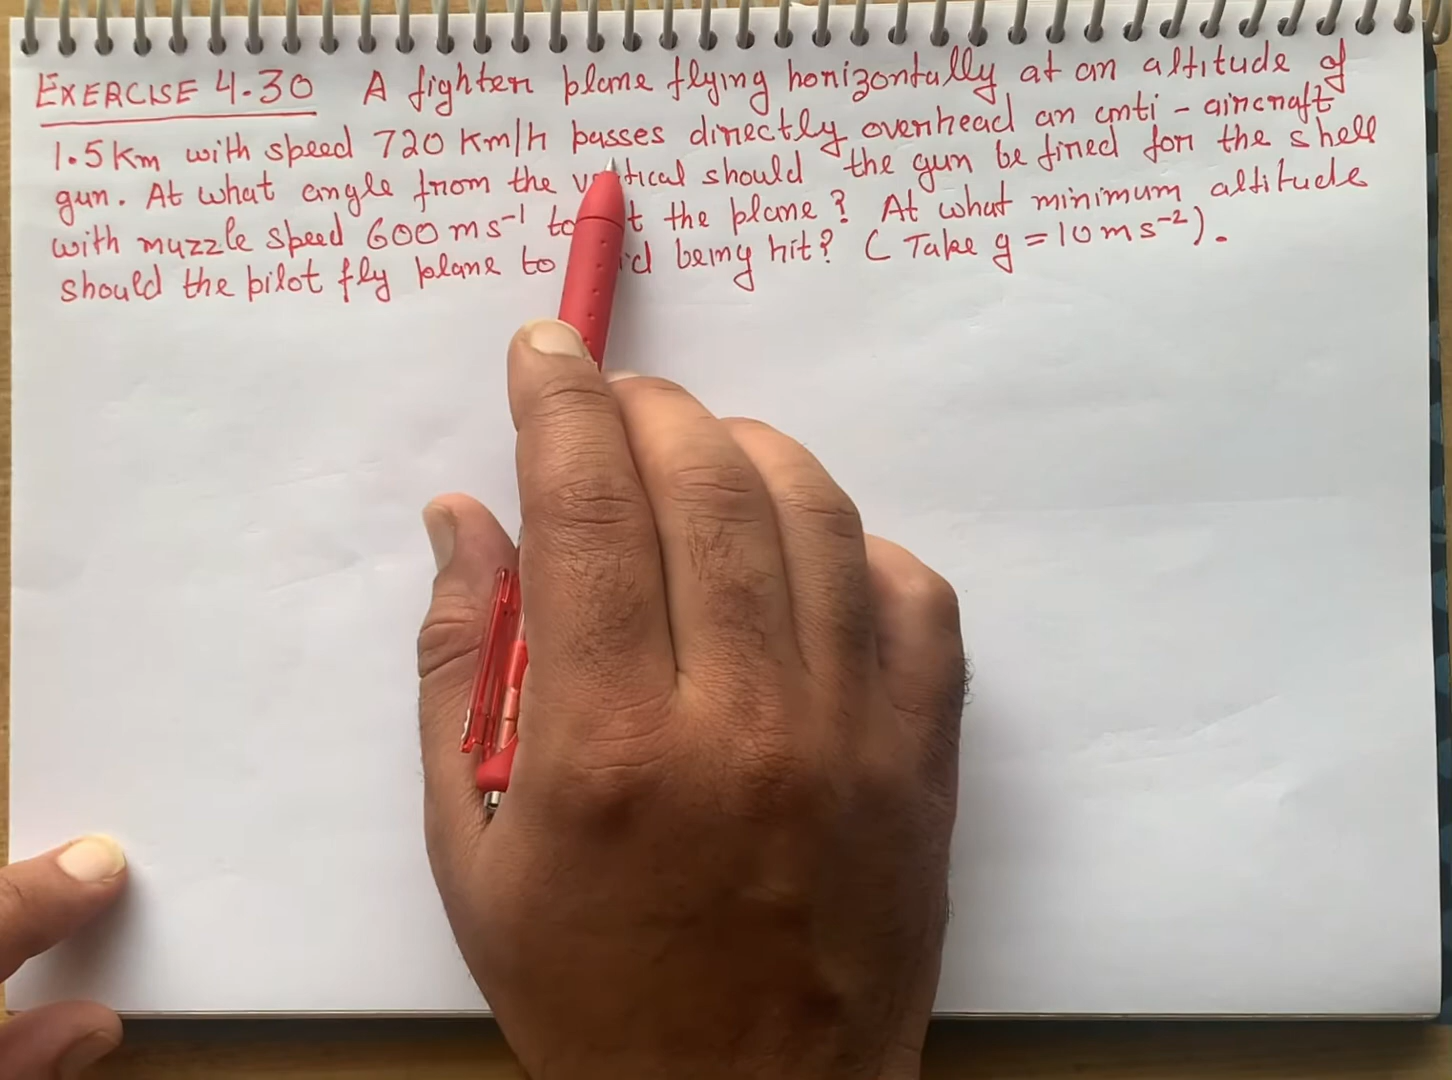 EXERCISE 4.30 A fighter plane flying horizontally at an altitude of
1.5 Km with speed 720 Km/h passes directly overhead an anti-aircraft
gun. At what angle from the vertical should the gun be fired for the shell
with muzzle speed 600 ms⁻¹ to the plane? At what minimum altitude
should the pilot fly plane to being hit? (Take g = 10 ms⁻²).